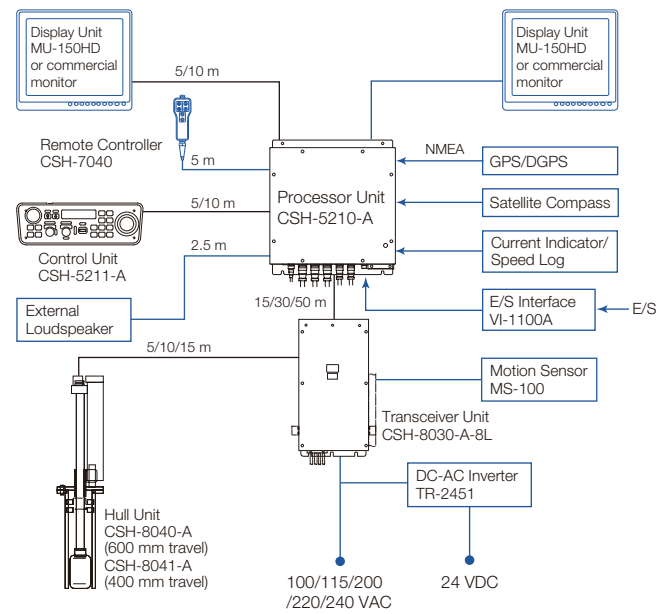 Display Unit
MU-150HD
or commercial
monitor
Display Unit
MU-150HD
or commercial
monitor
5/10 m
Remote Controller
CSH-7040
5 m
NMEA
GPS/DGPS
Processor Unit
CSH-5210-A
Satellite Compass
5/10 m
Control Unit
CSH-5211-A
Current Indicator/
Speed Log
2.5 m
External
Loudspeaker
15/30/50 m
E/S Interface
VI-1100A
E/S
5/10/15 m
Motion Sensor
MS-100
Transceiver Unit
CSH-8030-A-8L
DC-AC Inverter
TR-2451
Hull Unit
CSH-8040-A
(600 mm travel)
CSH-8041-A
(400 mm travel)
100/115/200
/220/240 VAC
24 VDC